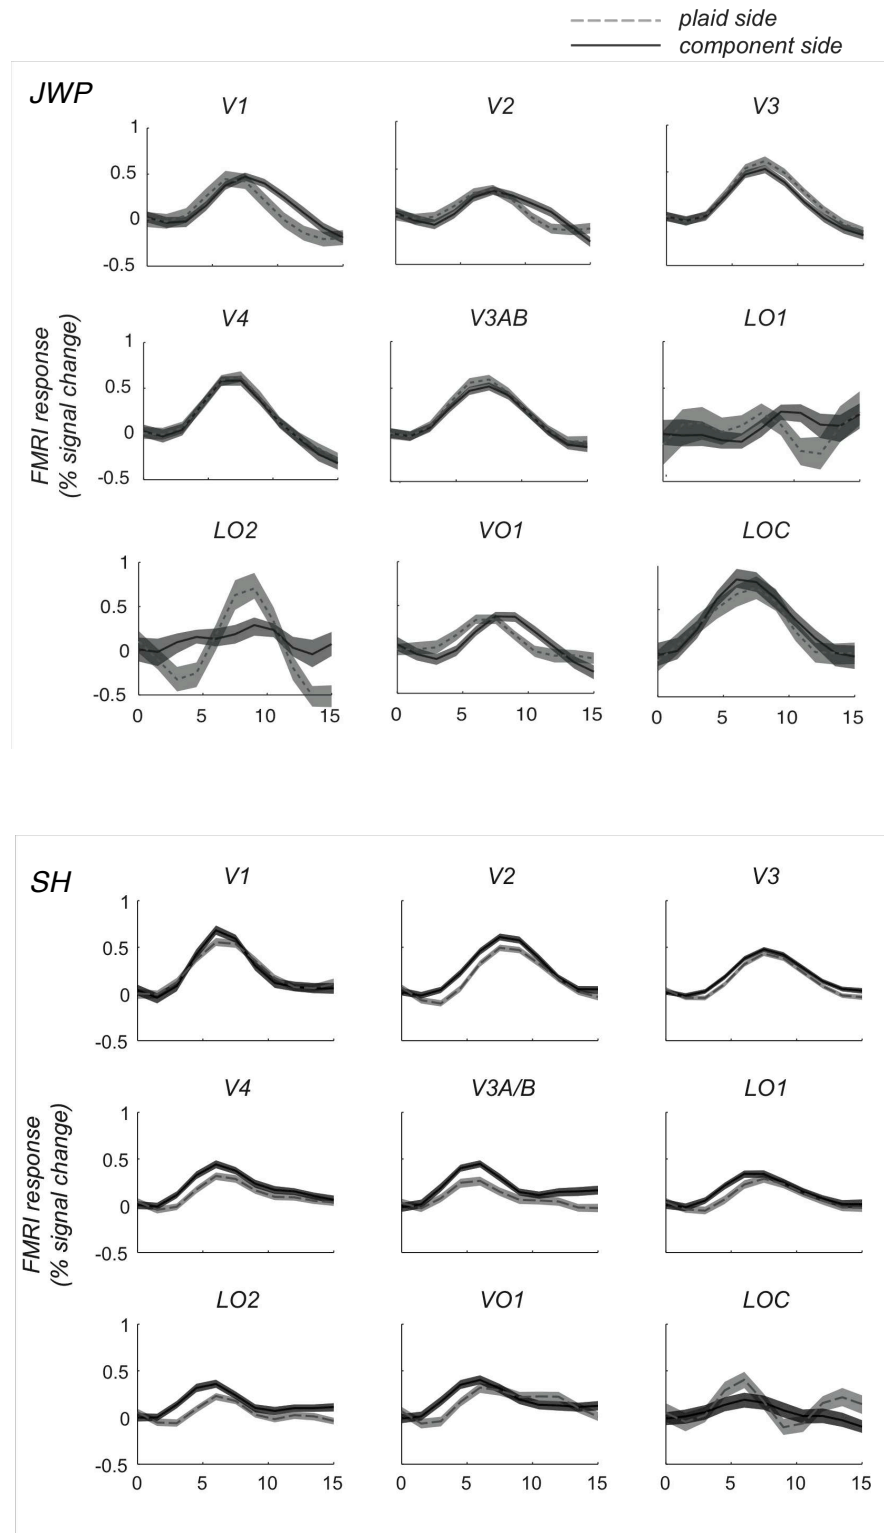 plaid side
component side
JWP
V1 V2 V3
1
0.5
0
-0.5
V4 V3AB LO1
FMRI response
(% signal change)
1
0.5
0
-0.5
LO2 VO1 LOC
1
0.5
0
-0.5
0 5 10 15 0 5 10 15 0 5 10 15
SH
V1 V2 V3
1
0.5
0
-0.5
V4 V3A/B LO1
FMRI response
(% signal change)
1
0.5
0
-0.5
LO2 VO1 LOC
1
0.5
0
-0.5
0 5 10 15 0 5 10 15 0 5 10 15